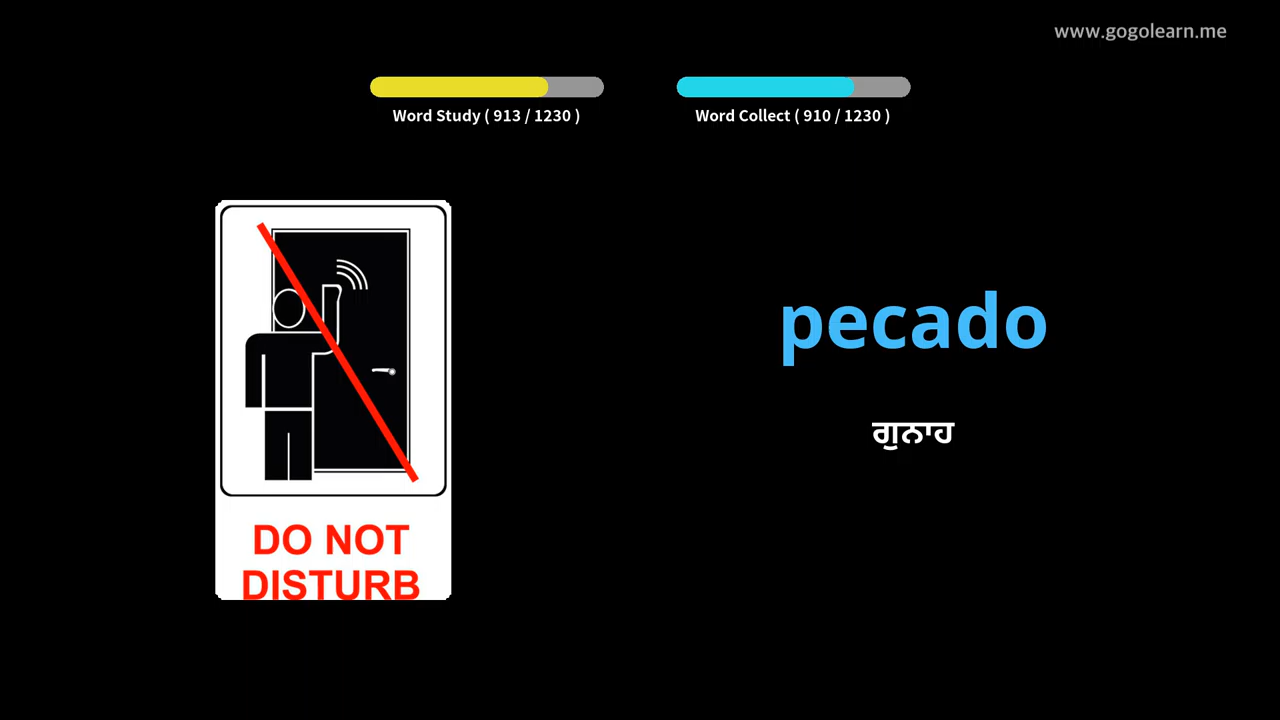 www.gogolearn.me
Word Study ( 913 / 1230 )
Word Collect ( 910 / 1230 )
DO NOT
DISTURB
pecado
ਗੁਨਾਹ